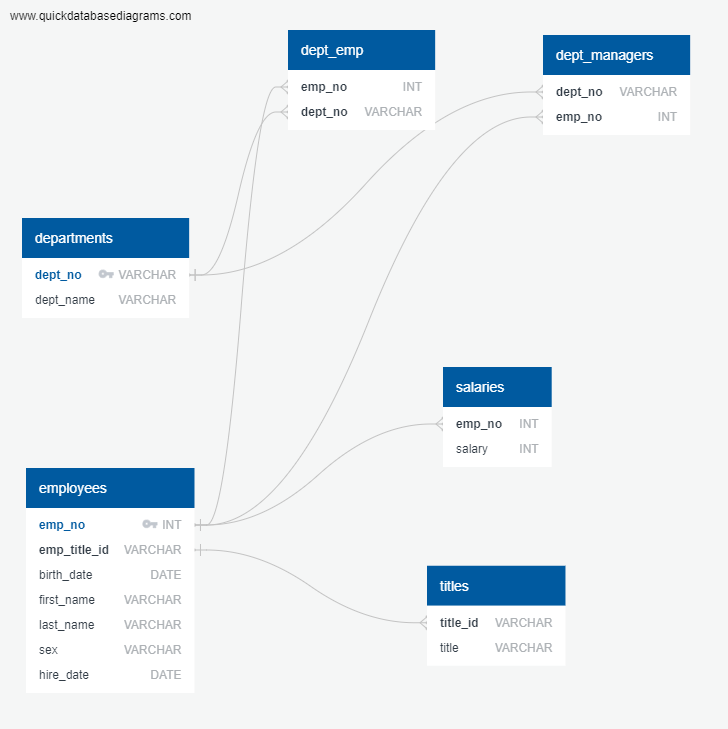 www.quickdatabasediagrams.com
dept_emp
emp_no INT
dept_no VARCHAR
dept_managers
dept_no VARCHAR
emp_no INT
departments
dept_no VARCHAR
dept_name VARCHAR
salaries
emp_no INT
salary INT
employees
emp_no INT
emp_title_id VARCHAR
birth_date DATE
first_name VARCHAR
last_name VARCHAR
sex VARCHAR
hire_date DATE
titles
title_id VARCHAR
title VARCHAR